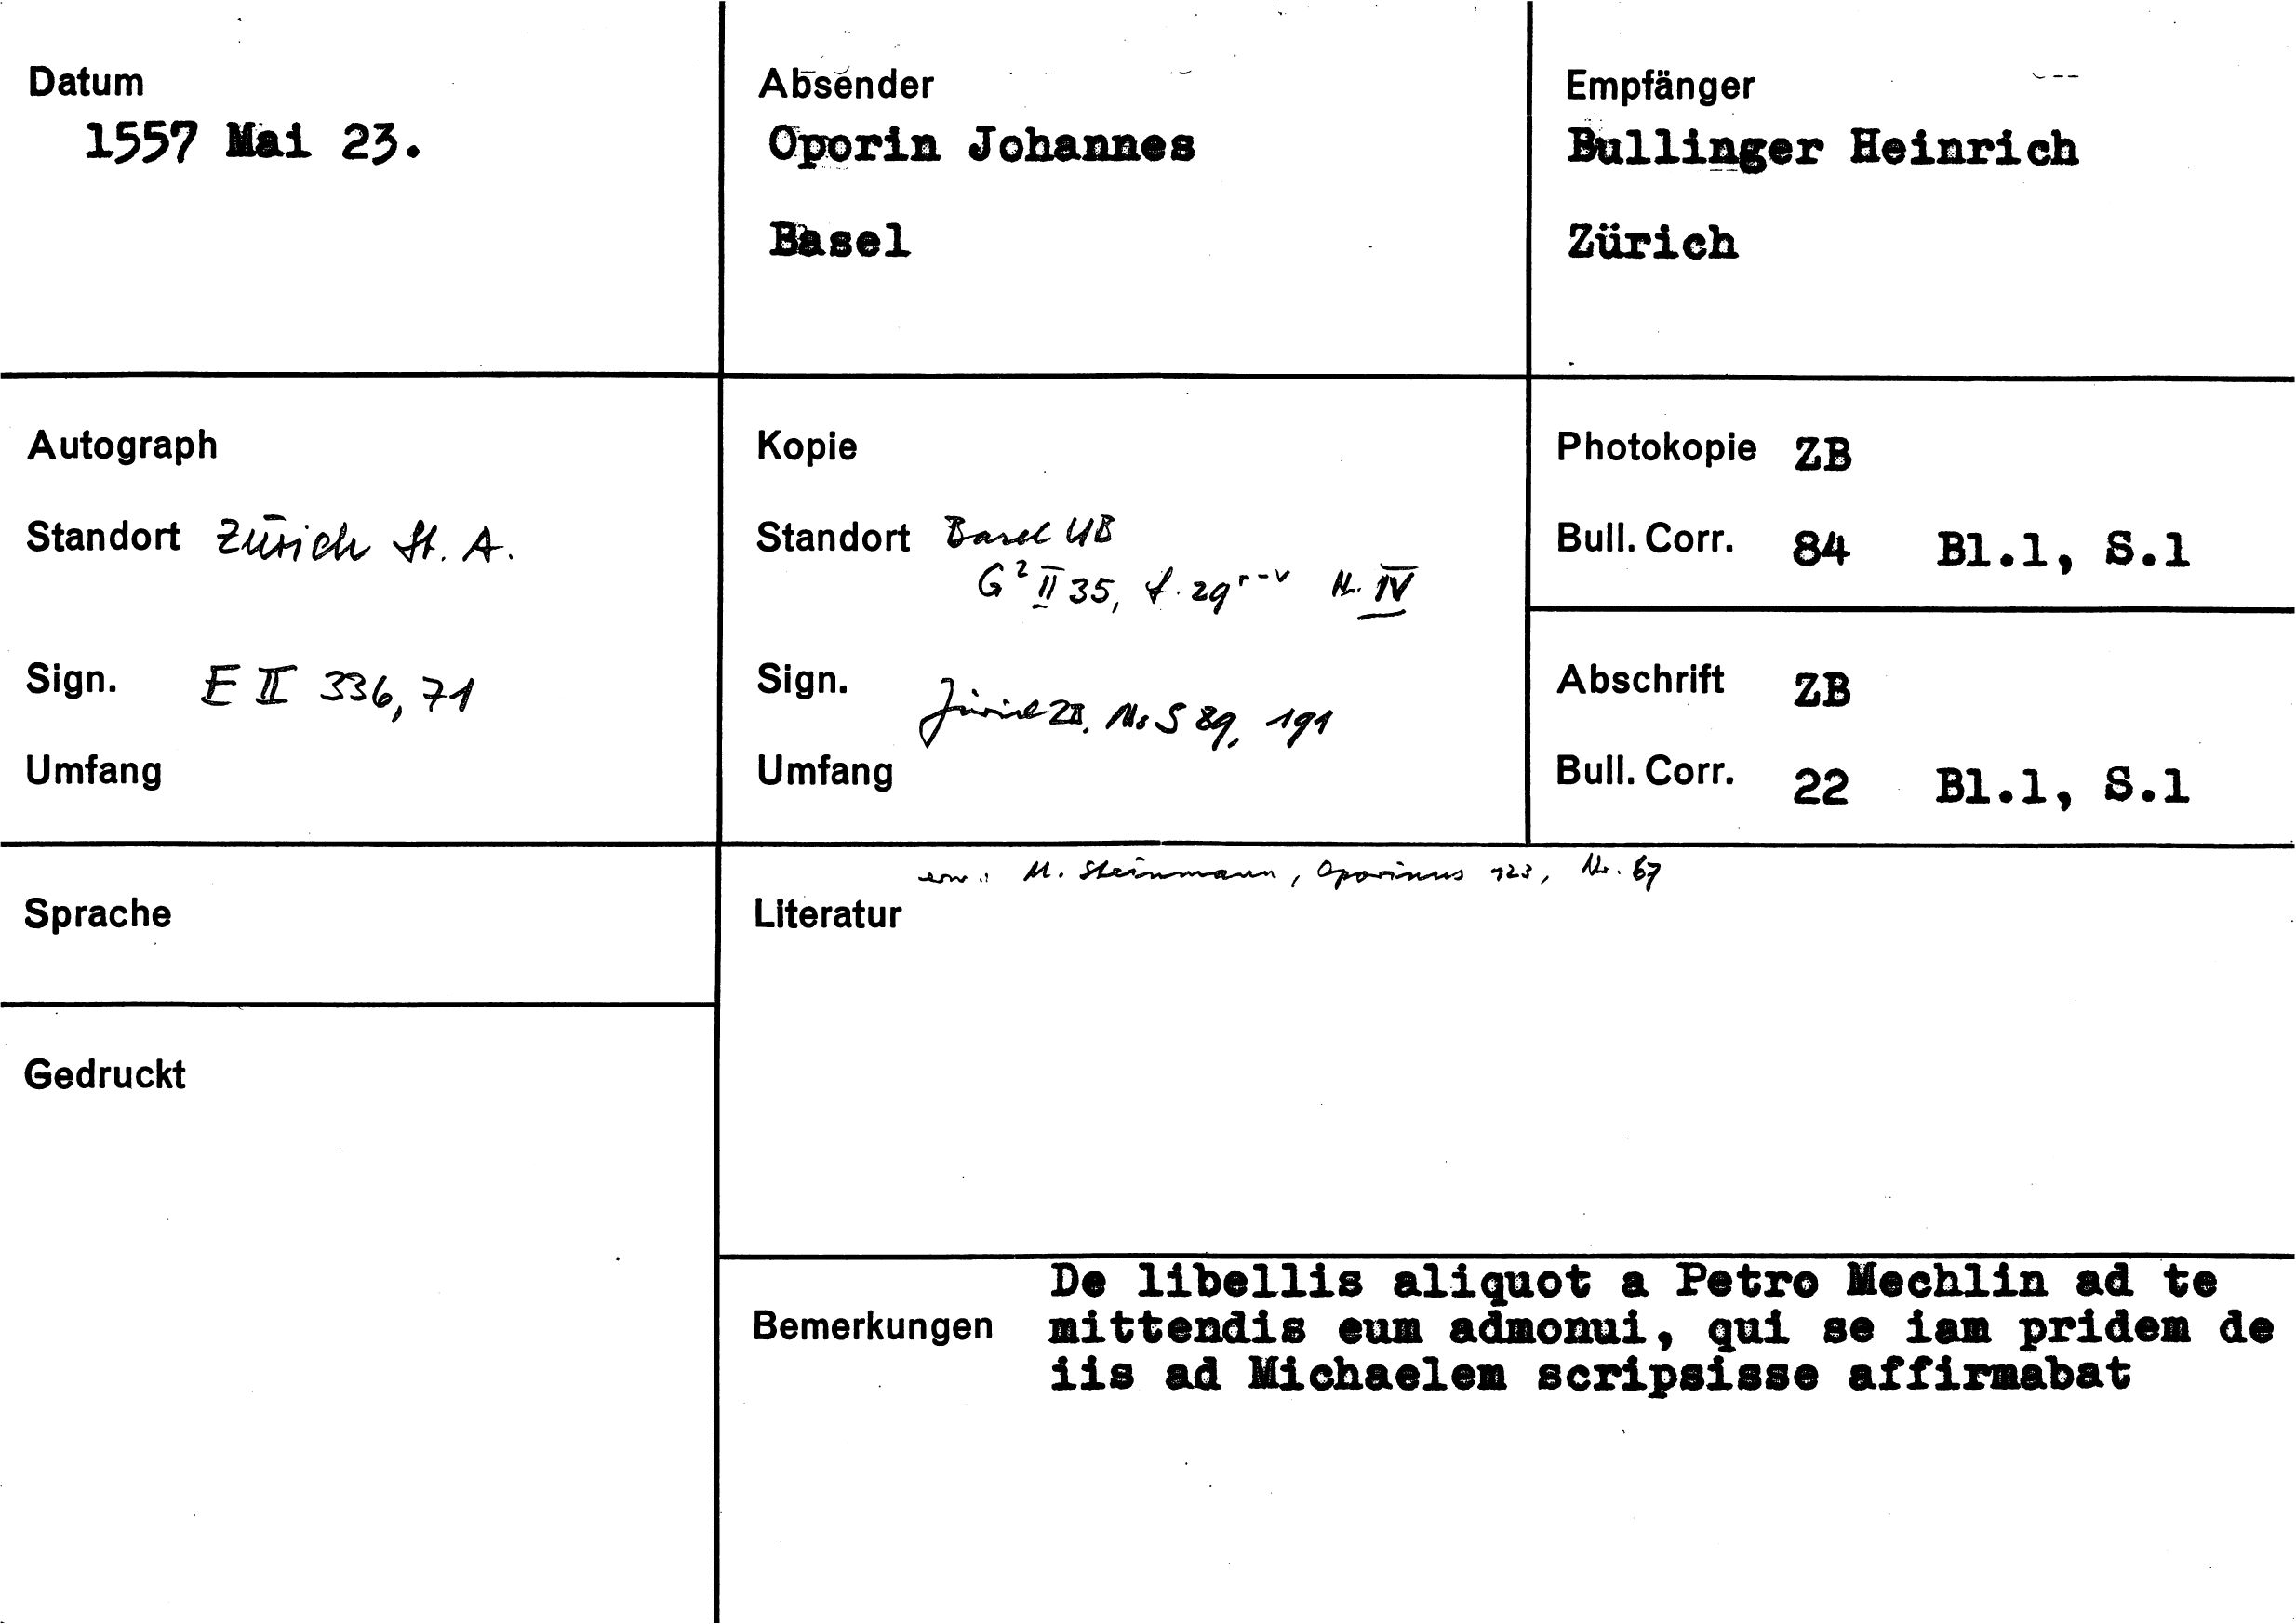 Datum
1557 Mai 23.
Absender
Oporin Johannes
Basel
Empfänger
Bullinger Heinrich
Zürich
Autograph
Standort Zürich St. A.
Sign. E II 336, 71
Umfang
Kopie
Standort Basel UB
G² II 35, f. 29 r-v N. IV
Sign. Zürich ZB, Ms S 89, 191
Umfang
Photokopie ZB
Bull. Corr. 84 Bl.1, S.1
Abschrift ZB
Bull. Corr. 22 Bl.1, S.1
Sprache
Gedruckt
M. Steinmann, Oporinus 123, Nr. 67
Literatur
De libellis aliquot a Petro Mechlin ad te
Bemerkungen mittendis eum admonui, qui se iam pridem de
iis ad Michaelem scripsisse affirmabat